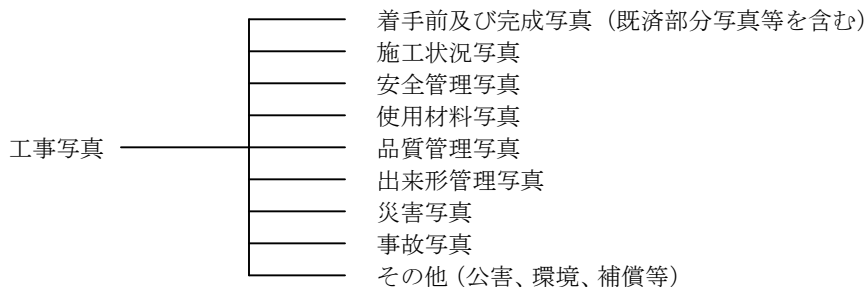 着手前及び完成写真（既済部分写真等を含む）
施工状況写真
安全管理写真
使用材料写真
工事写真
品質管理写真
出来形管理写真
災害写真
事故写真
その他（公害、環境、補償等）